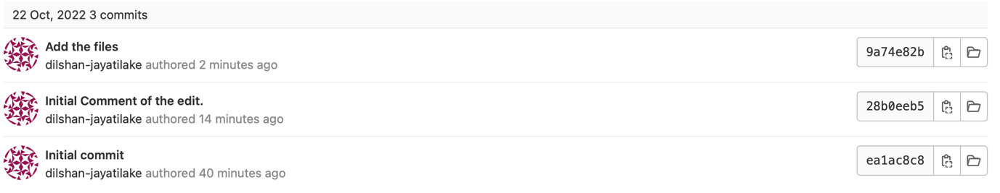 22 Oct, 2022 3 commits
Add the files
dilshan-jayatilake authored 2 minutes ago
9a74e82b
Initial Comment of the edit.
dilshan-jayatilake authored 14 minutes ago
28b0eeb5
Initial commit
dilshan-jayatilake authored 40 minutes ago
ea1ac8c8